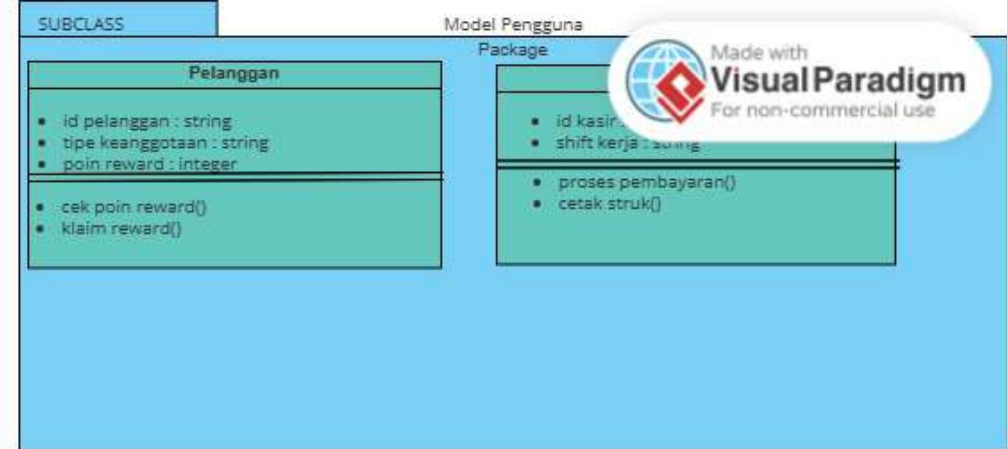 SUBCLASS
Model Pengguna
Package
Pelanggan
• id pelanggan : string
• tipe keanggotaan : string
• poin reward : integer
• cek poin reward()
• klaim reward()
• id kasir :
• shift kerja : string
• proses pembayaran()
• cetak struk()
Made with
Visual Paradigm
For non-commercial use